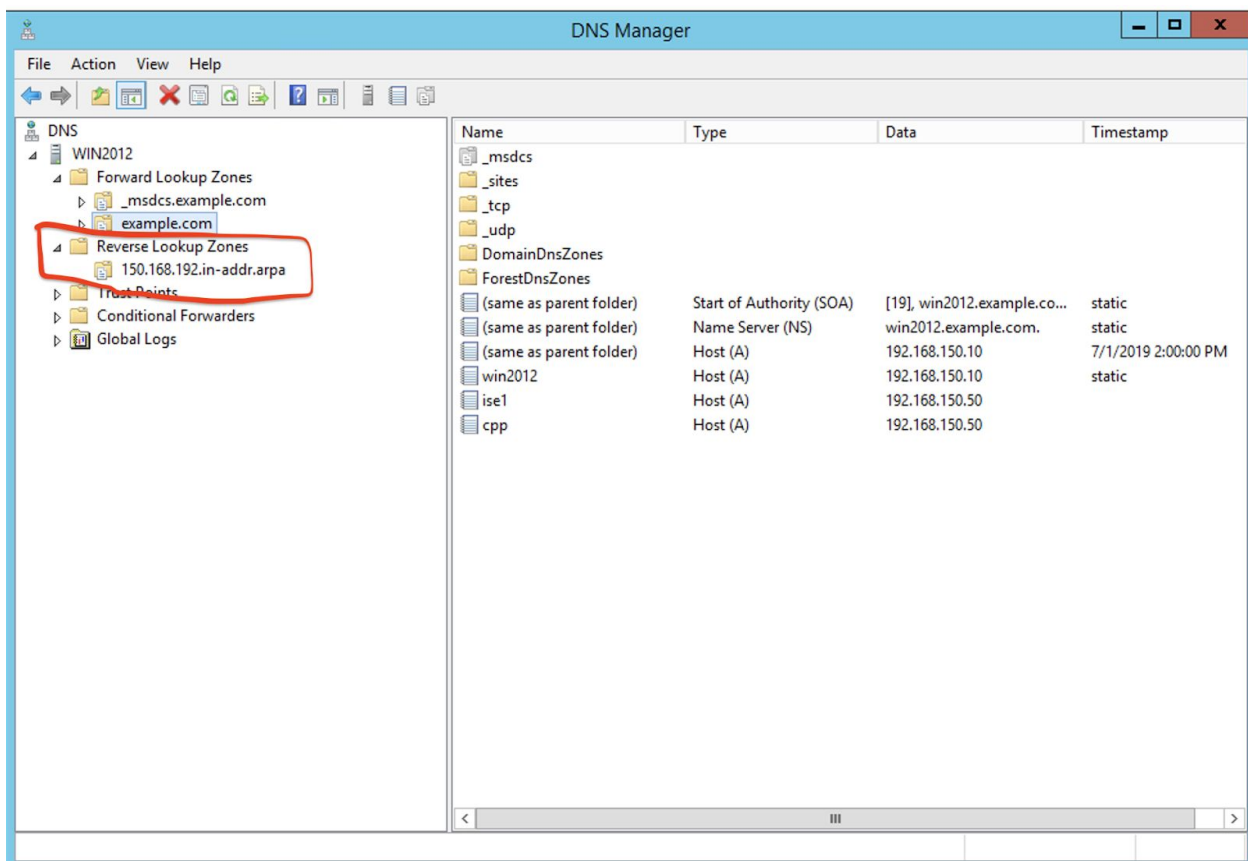 DNS Manager
File Action View Help
DNS
WIN2012
Forward Lookup Zones
_msdcs.example.com
example.com
Reverse Lookup Zones
150.168.192.in-addr.arpa
Trust Points
Conditional Forwarders
Global Logs
Name Type Data Timestamp
_msdcs
_sites
_tcp
_udp
DomainDnsZones
ForestDnsZones
(same as parent folder) Start of Authority (SOA) [19], win2012.example.co... static
(same as parent folder) Name Server (NS) win2012.example.com. static
(same as parent folder) Host (A) 192.168.150.10 7/1/2019 2:00:00 PM
win2012 Host (A) 192.168.150.10 static
ise1 Host (A) 192.168.150.50
cpp Host (A) 192.168.150.50